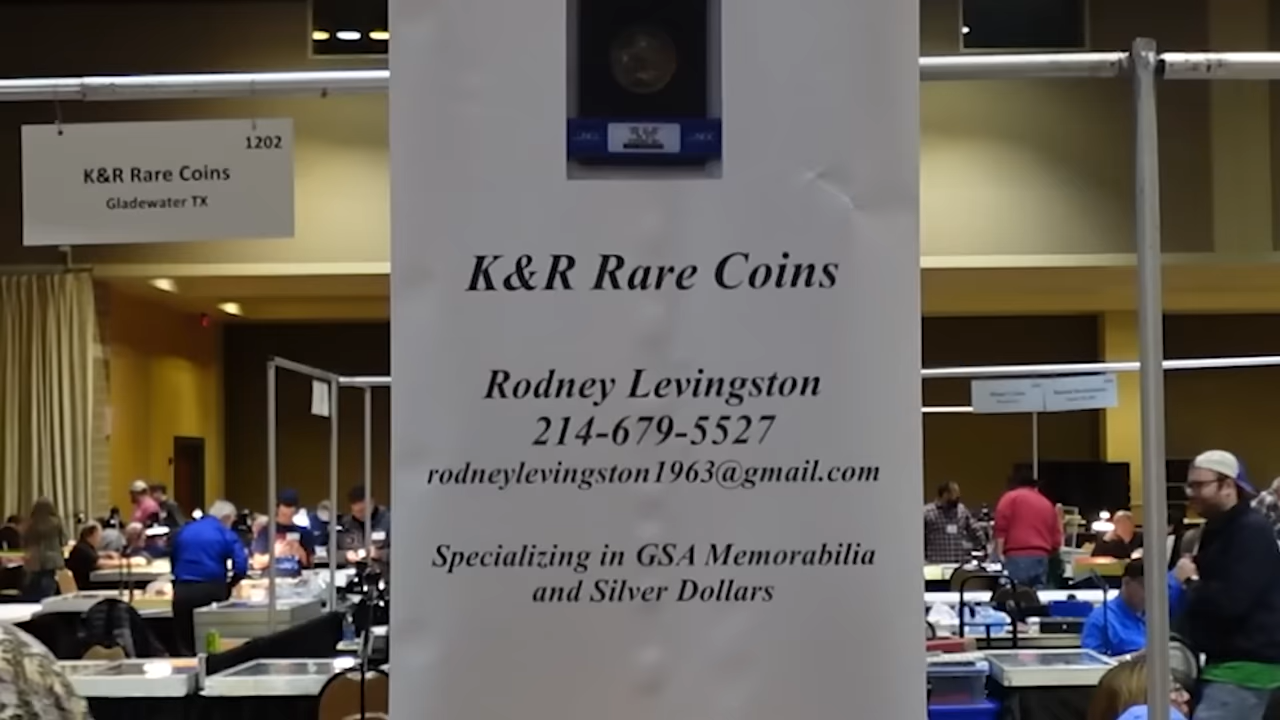 1202
K&R Rare Coins
Gladewater TX
K&R Rare Coins
Rodney Levingston
214-679-5527
rodneylevingston1963@gmail.com
Specializing in GSA Memorabilia
and Silver Dollars